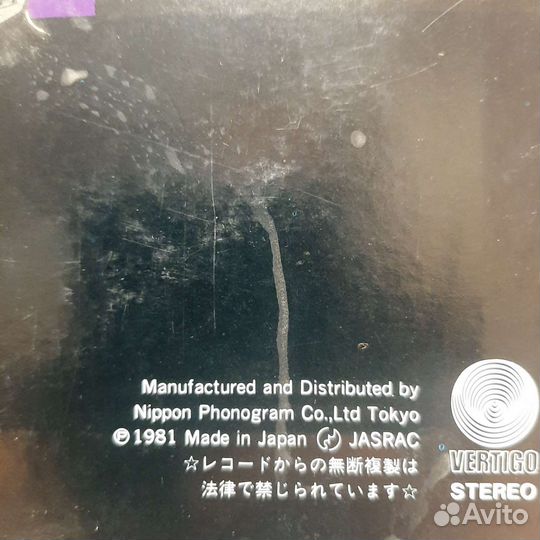 Manufactured and Distributed by
Nippon Phonogram Co.,Ltd Tokyo
Ⓟ1981 Made in Japan JASRAC
☆レコードからの無断複製は
法律で禁じられています☆
VERTIGO
STEREO
Avito